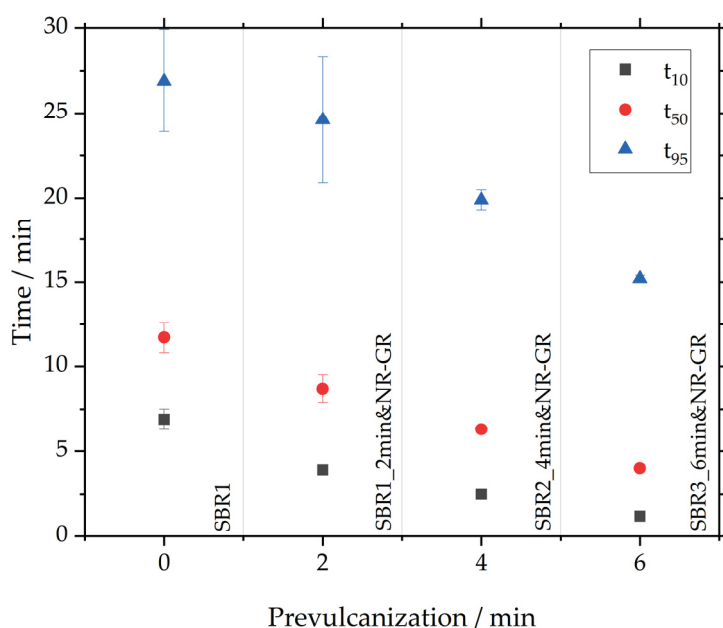 30
25
20
15
10
5
0
Time / min
t₁₀
t₅₀
t₉₅
SBR1
SBR1_2min&NR-GR
SBR2_4min&NR-GR
SBR3_6min&NR-GR
0 2 4 6
Prevulcanization / min